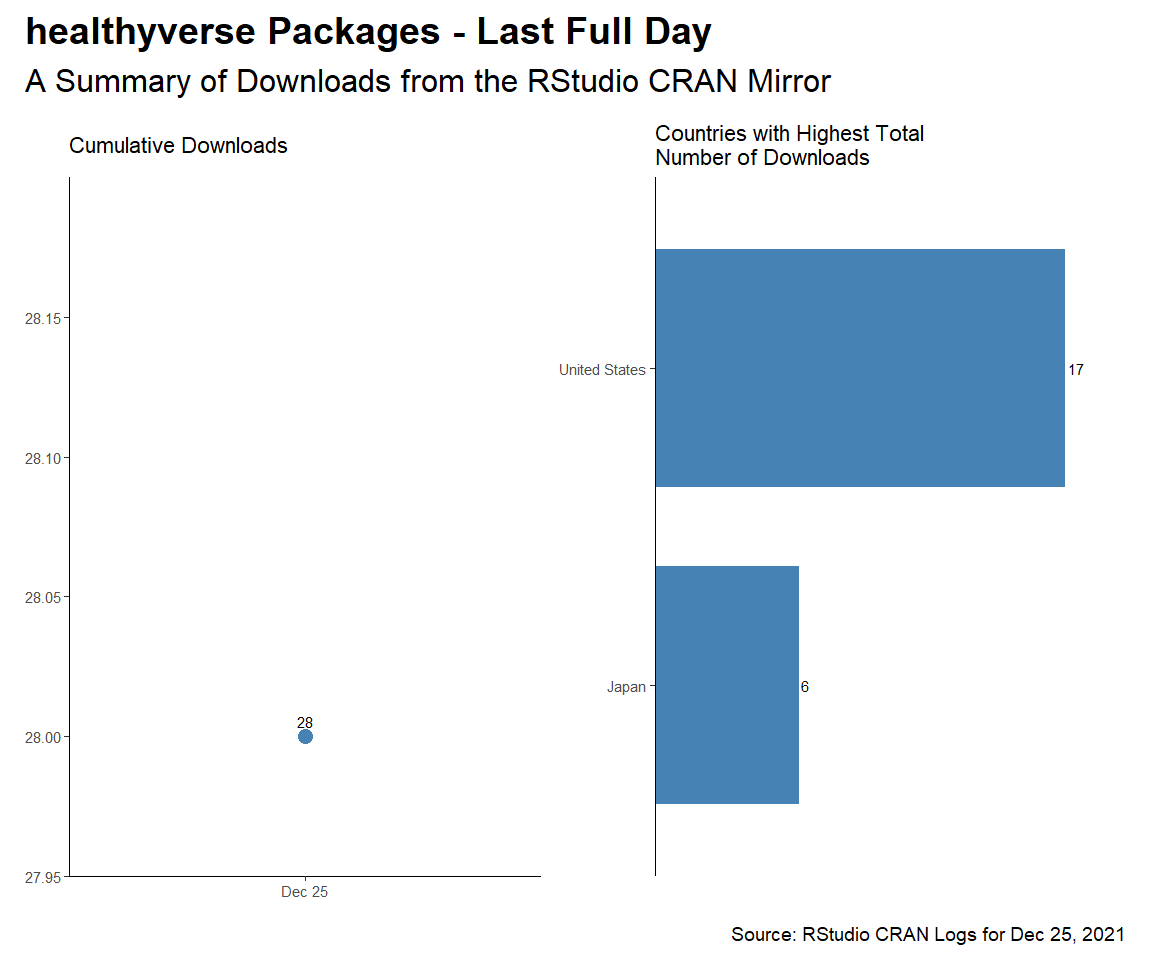 healthyverse Packages - Last Full Day
A Summary of Downloads from the RStudio CRAN Mirror
Cumulative Downloads
28.15
28.10
28.05
28.00
27.95
28
Dec 25
Countries with Highest Total
Number of Downloads
United States
17
Japan
6
Source: RStudio CRAN Logs for Dec 25, 2021